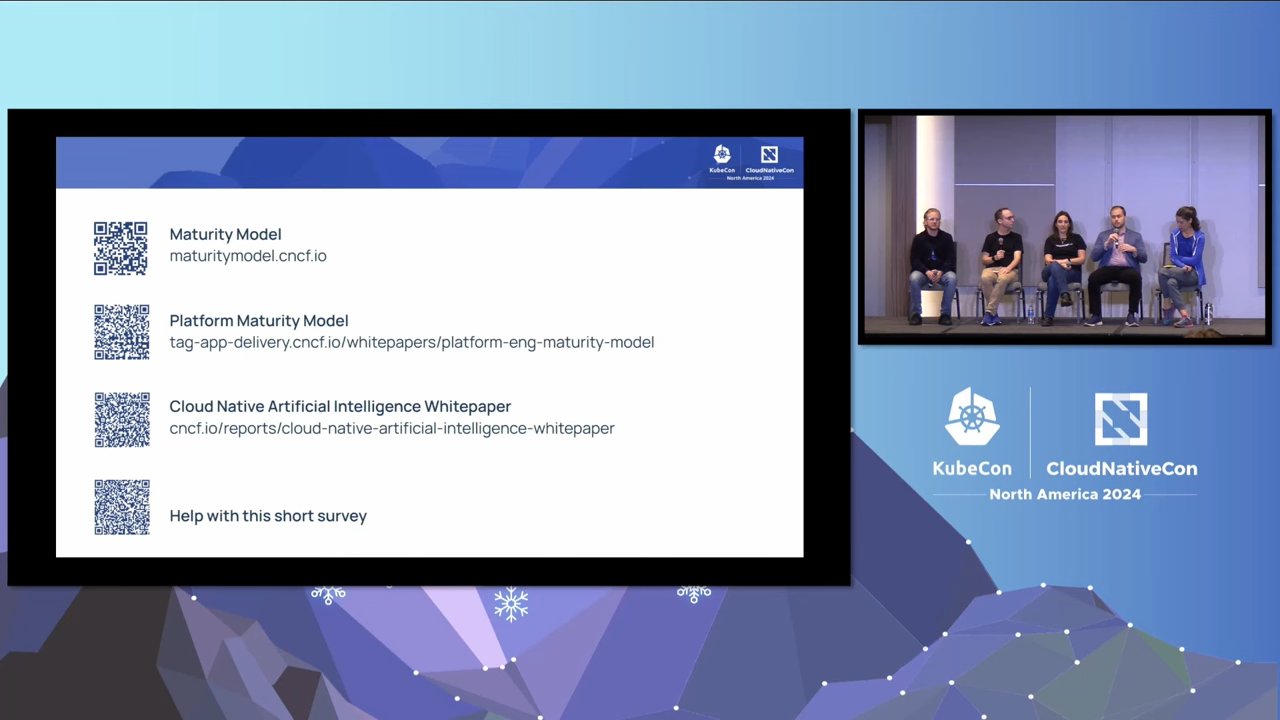 KubeCon
CloudNativeCon
North America 2024
Maturity Model
maturitymodel.cncf.io
Platform Maturity Model
tag-app-delivery.cncf.io/whitepapers/platform-eng-maturity-model
Cloud Native Artificial Intelligence Whitepaper
cncf.io/reports/cloud-native-artificial-intelligence-whitepaper
Help with this short survey
KubeCon
CloudNativeCon
North America 2024